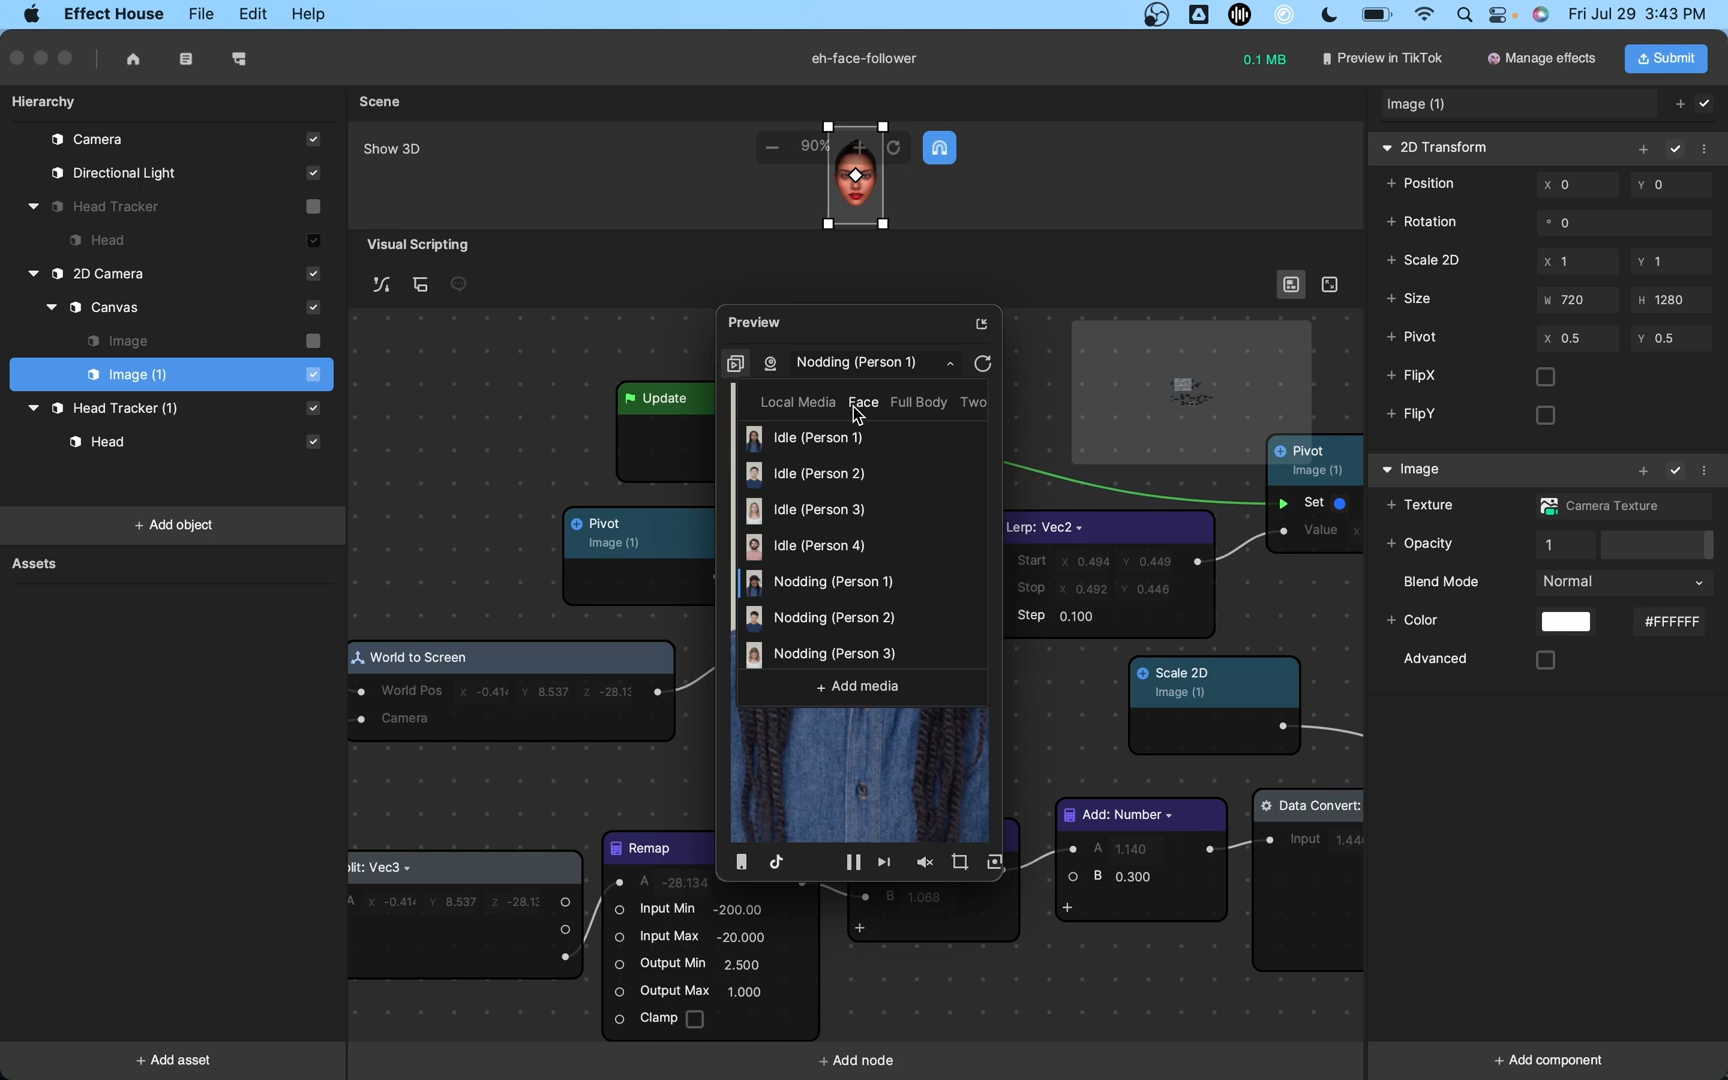 Effect House File Edit Help
Fri Jul 29 3:43 PM
eh-face-follower
0.1 MB
Preview in TikTok
Manage effects
Submit
Hierarchy
Camera
Directional Light
Head Tracker
Head
2D Camera
Canvas
Image
Image (1)
Head Tracker (1)
Head
+ Add object
Assets
+ Add asset
Scene
Show 3D
90%
Visual Scripting
Update
Pivot
Image (1)
World to Screen
World Pos X -0.414 Y 8.537 Z -28.13
Camera
plit: Vec3
A X -0.414 Y 8.537 Z -28.13
Remap
A -28.134
Input Min -200.00
Input Max -20.000
Output Min 2.500
Output Max 1.000
Clamp
B 1.068
+
Preview
Nodding (Person 1)
Local Media Face Full Body Two
Idle (Person 1)
Idle (Person 2)
Idle (Person 3)
Idle (Person 4)
Nodding (Person 1)
Nodding (Person 2)
Nodding (Person 3)
+ Add media
Lerp: Vec2
Start X 0.494 Y 0.449
Stop X 0.492 Y 0.446
Step 0.100
Pivot
Image (1)
Set
Value X
Scale 2D
Image (1)
Add: Number
A 1.140
B 0.300
+
Data Convert:
Input 1.44
+ Add node
Image (1)
2D Transform
Position X 0 Y 0
Rotation ° 0
Scale 2D X 1 Y 1
Size W 720 H 1280
Pivot X 0.5 Y 0.5
FlipX
FlipY
Image
Texture Camera Texture
Opacity 1
Blend Mode Normal
Color #FFFFFF
Advanced
+ Add component